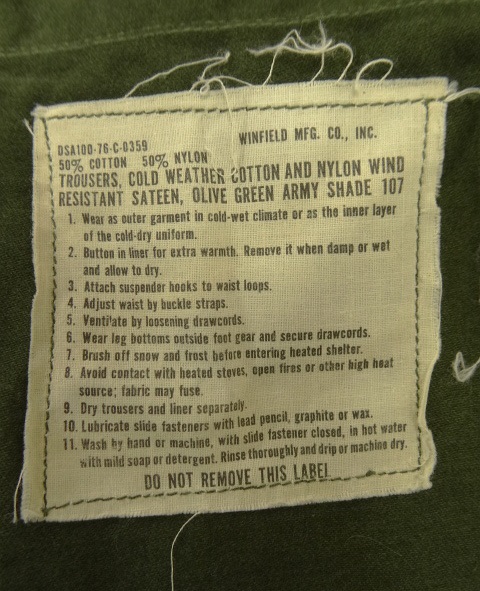 DSA100-76-C-0359 WINFIELD MFG. CO., INC.
50% COTTON 50% NYLON
TROUSERS, COLD WEATHER COTTON AND NYLON WIND
RESISTANT SATEEN, OLIVE GREEN ARMY SHADE 107
1. Wear as outer garment in cold-wet climate or as the inner layer
of the cold-dry uniform.
2. Button in liner for extra warmth. Remove it when damp or wet
and allow to dry.
3. Attach suspender hooks to waist loops.
4. Adjust waist by buckle straps.
5. Ventilate by loosening drawcords.
6. Wear leg bottoms outside foot gear and secure drawcords.
7. Brush off snow and frost before entering heated shelter.
8. Avoid contact with heated stoves, open fires or other high heat
source; fabric may fuse.
9. Dry trousers and liner separately.
10. Lubricate slide fasteners with lead pencil, graphite or wax.
11. Wash by hand or machine, with slide fastener closed, in hot water
with mild soap or detergent. Rinse thoroughly and drip or machine dry.
DO NOT REMOVE THIS LABEL